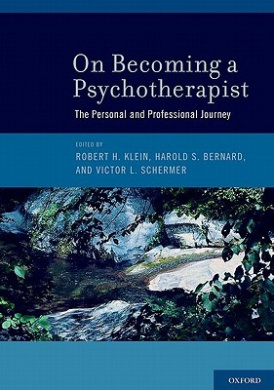 On Becoming a
Psychotherapist
The Personal and Professional Journey
EDITED BY
ROBERT H. KLEIN, HAROLD S. BERNARD,
AND VICTOR L. SCHERMER
OXFORD